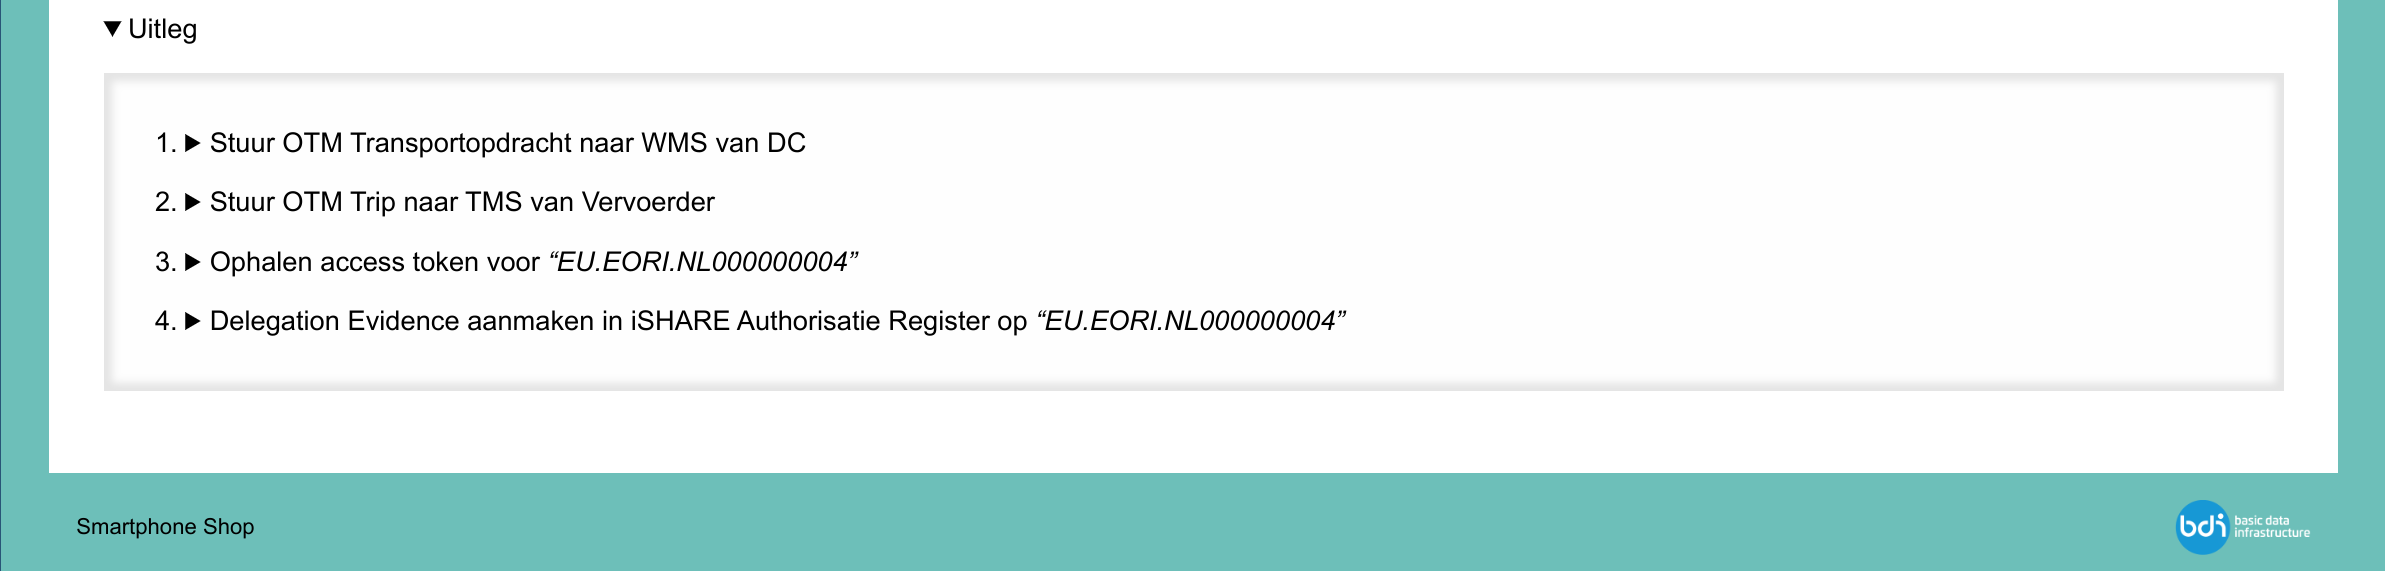 ▼ Uitleg
1. ▶ Stuur OTM Transportopdracht naar WMS van DC
2. ▶ Stuur OTM Trip naar TMS van Vervoerder
3. ▶ Ophalen access token voor “EU.EORI.NL000000004”
4. ▶ Delegation Evidence aanmaken in iSHARE Authorisatie Register op “EU.EORI.NL000000004”
Smartphone Shop
bdi basic data
infrastructure